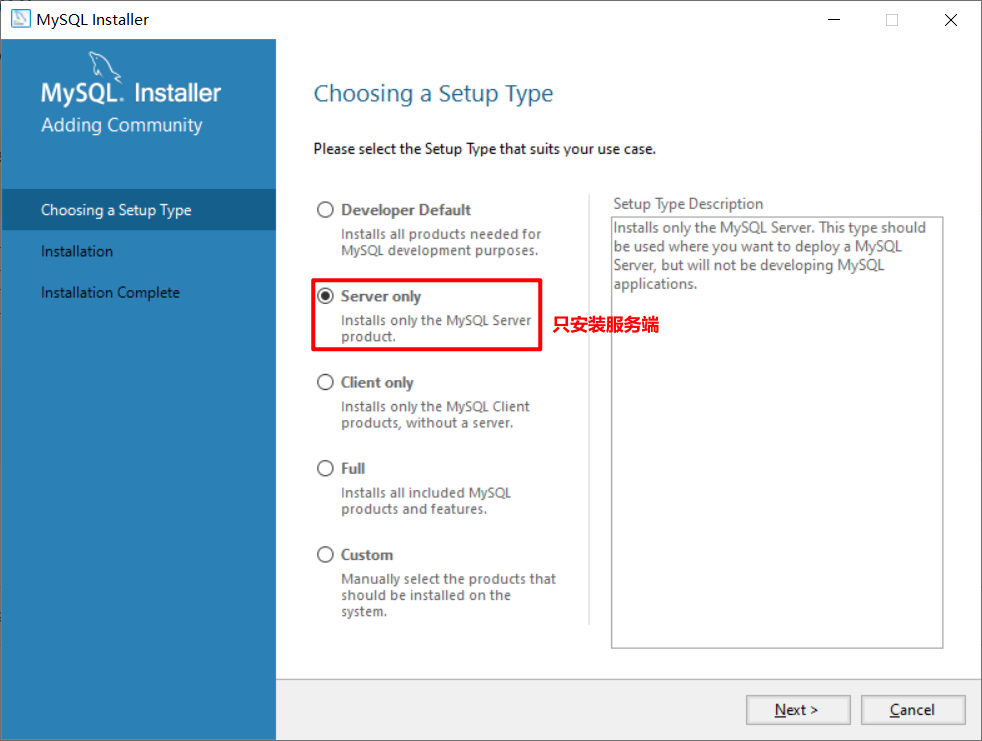 MySQL Installer
MySQL. Installer
Adding Community
Choosing a Setup Type
Installation
Installation Complete
Choosing a Setup Type
Please select the Setup Type that suits your use case.
Developer Default
Installs all products needed for
MySQL development purposes.
Server only
Installs only the MySQL Server
product.
只安装服务端
Client only
Installs only the MySQL Client
products, without a server.
Full
Installs all included MySQL
products and features.
Custom
Manually select the products that
should be installed on the
system.
Setup Type Description
Installs only the MySQL Server. This type should
be used where you want to deploy a MySQL
Server, but will not be developing MySQL
applications.
Next >
Cancel